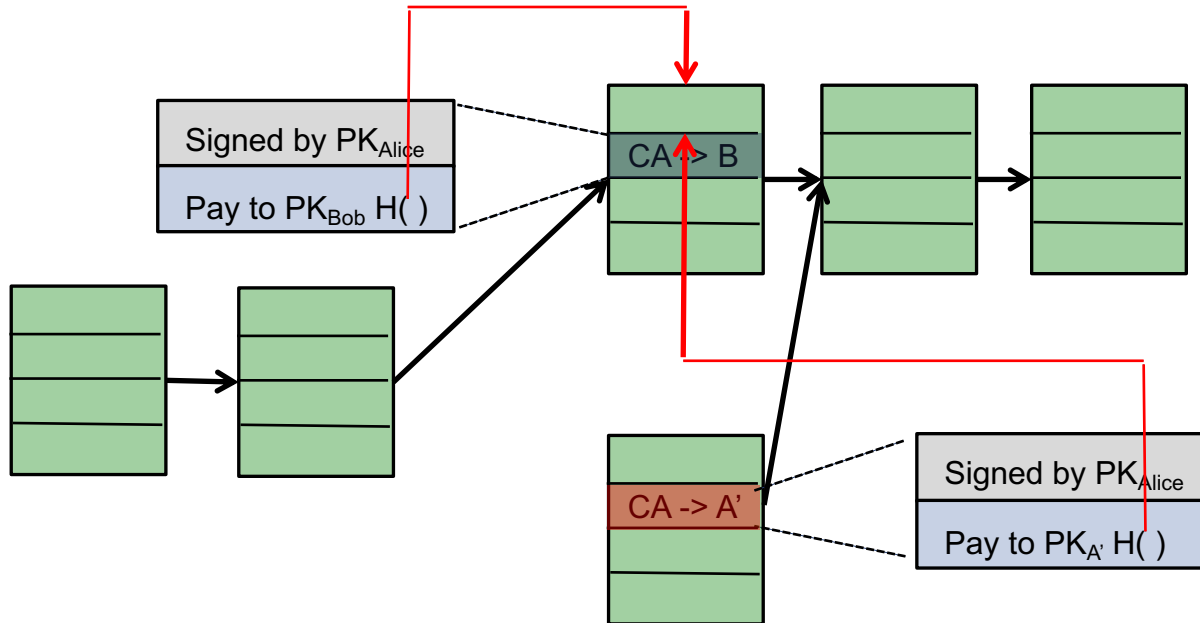 Signed by PKAlice
Pay to PKBob H( )
CA -> B
CA -> A’
Signed by PKAlice
Pay to PKA’ H( )